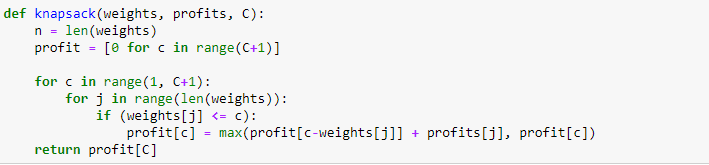 def knapsack(weights, profits, C):
    n = len(weights)
    profit = [0 for c in range(C+1)]

    for c in range(1, C+1):
        for j in range(len(weights)):
            if (weights[j] <= c):
                profit[c] = max(profit[c-weights[j]] + profits[j], profit[c])
    return profit[C]